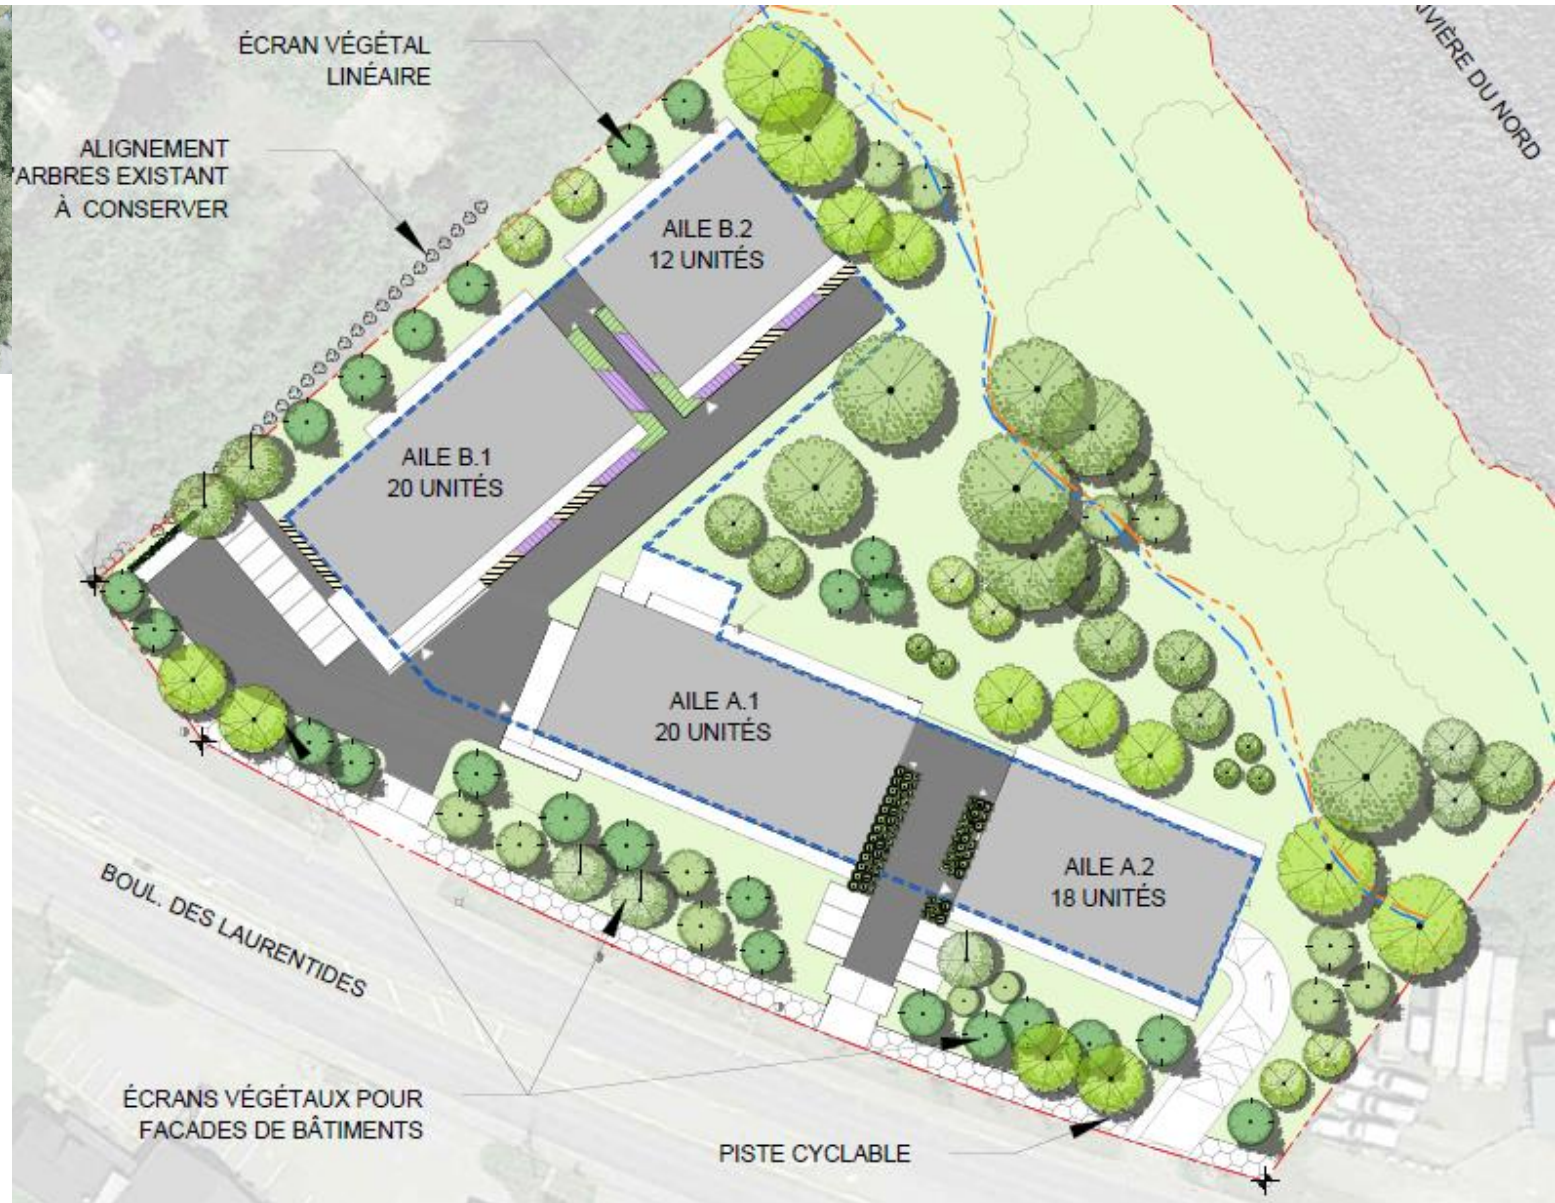 ÉCRAN VÉGÉTAL
LINÉAIRE
ALIGNEMENT
'ARBRES EXISTANT
À CONSERVER
AILE B.2
12 UNITÉS
AILE B.1
20 UNITÉS
AILE A.1
20 UNITÉS
AILE A.2
18 UNITÉS
IVIÈRE DU NORD
BOUL. DES LAURENTIDES
ÉCRANS VÉGÉTAUX POUR
FACADES DE BÂTIMENTS
PISTE CYCLABLE